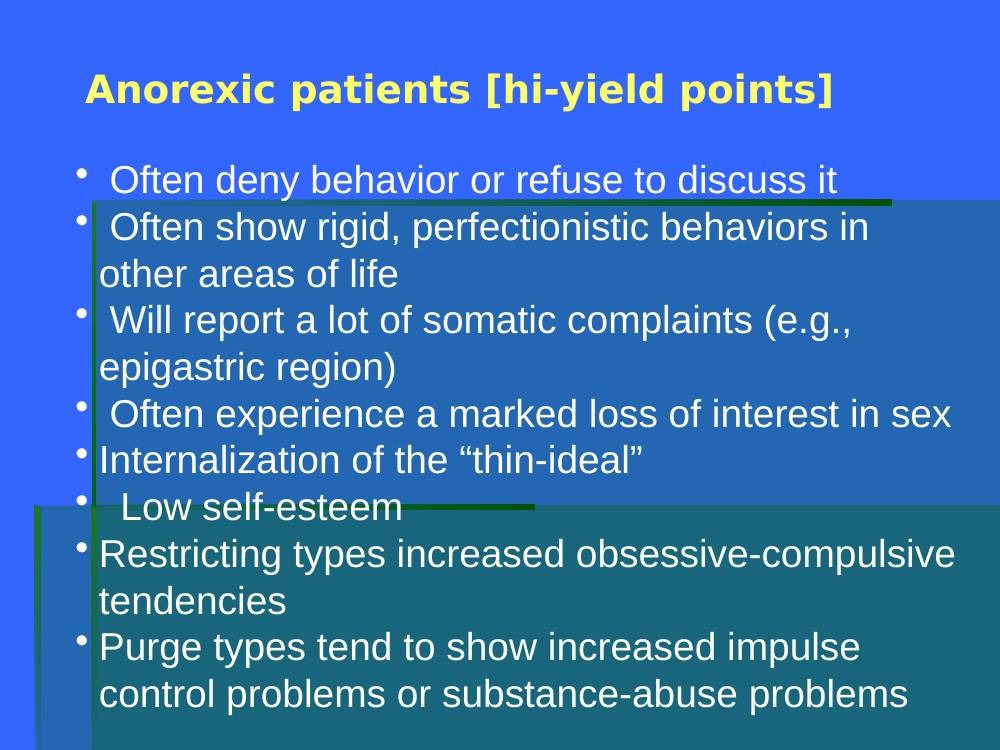 Anorexic patients [hi-yield points]
• Often deny behavior or refuse to discuss it
• Often show rigid, perfectionistic behaviors in
other areas of life
• Will report a lot of somatic complaints (e.g.,
epigastric region)
• Often experience a marked loss of interest in sex
• Internalization of the “thin-ideal”
• Low self-esteem
• Restricting types increased obsessive-compulsive
tendencies
• Purge types tend to show increased impulse
control problems or substance-abuse problems